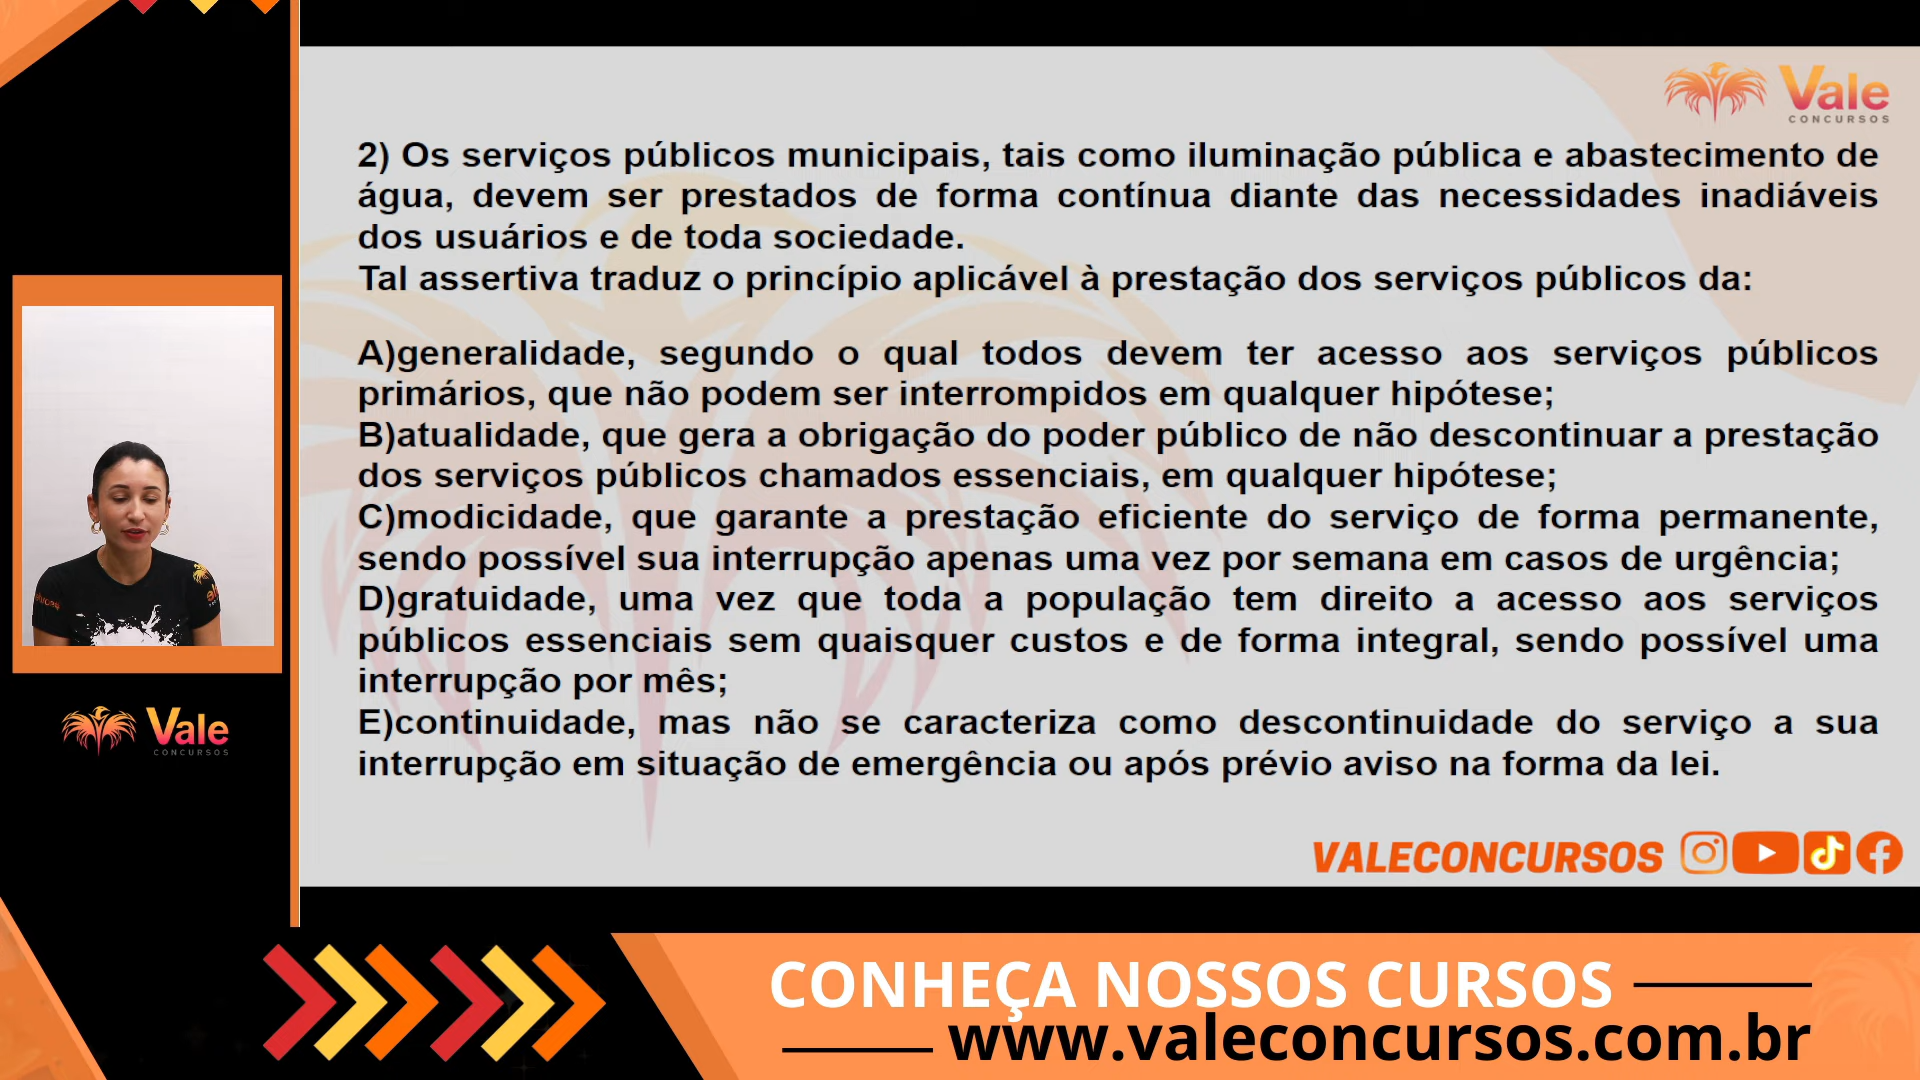 Vale
CONCURSOS
2) Os serviços públicos municipais, tais como iluminação pública e abastecimento de
água, devem ser prestados de forma contínua diante das necessidades inadiáveis
dos usuários e de toda sociedade.
Tal assertiva traduz o princípio aplicável à prestação dos serviços públicos da:
A)generalidade, segundo o qual todos devem ter acesso aos serviços públicos
primários, que não podem ser interrompidos em qualquer hipótese;
B)atualidade, que gera a obrigação do poder público de não descontinuar a prestação
dos serviços públicos chamados essenciais, em qualquer hipótese;
C)modicidade, que garante a prestação eficiente do serviço de forma permanente,
sendo possível sua interrupção apenas uma vez por semana em casos de urgência;
D)gratuidade, uma vez que toda a população tem direito a acesso aos serviços
públicos essenciais sem quaisquer custos e de forma integral, sendo possível uma
interrupção por mês;
E)continuidade, mas não se caracteriza como descontinuidade do serviço a sua
interrupção em situação de emergência ou após prévio aviso na forma da lei.
Vale
CONCURSOS
VALECONCURSOS
CONHEÇA NOSSOS CURSOS
www.valeconcursos.com.br